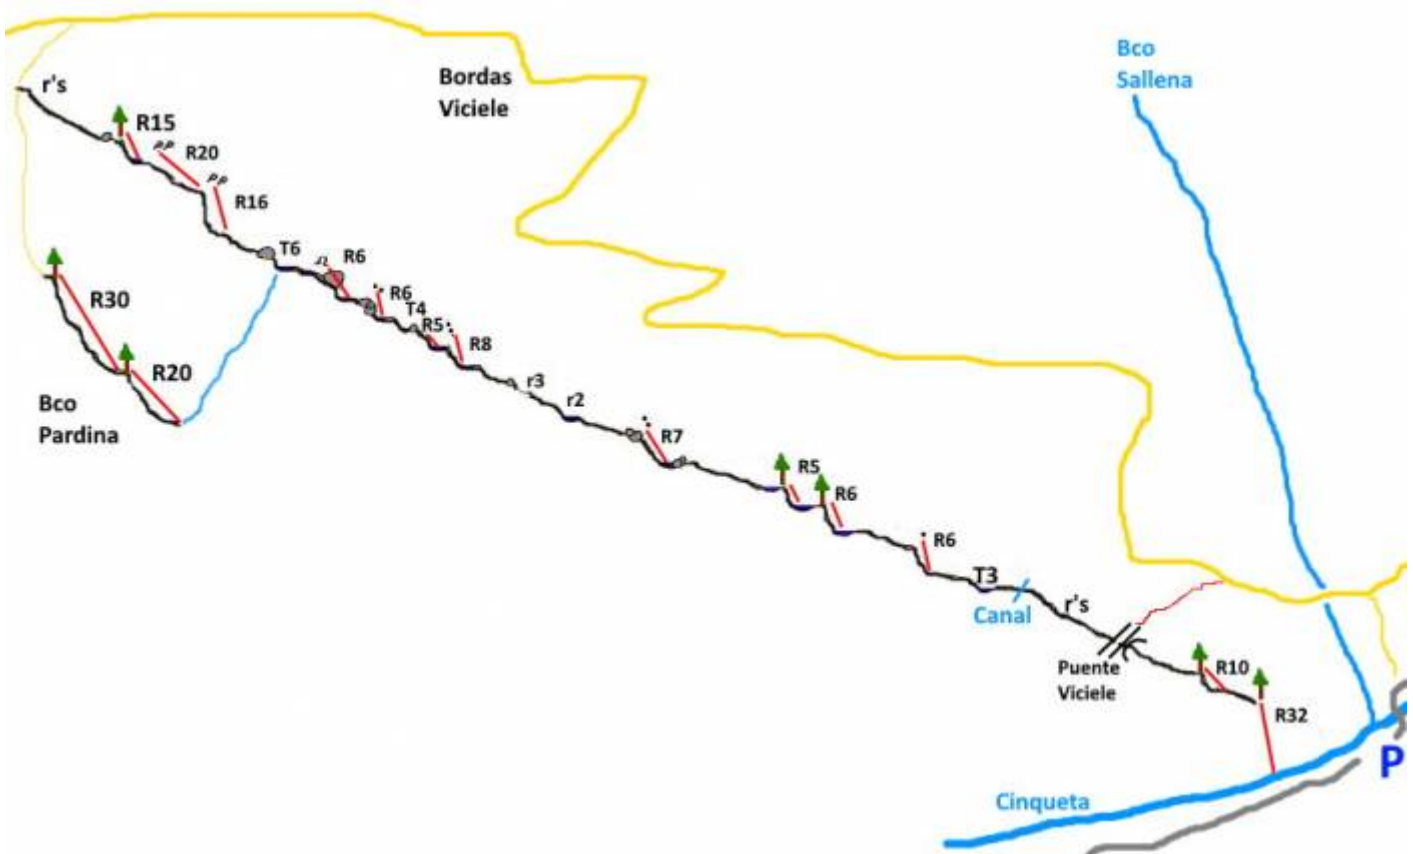 Bco
Sallena
Bordas
Viciele
r's
R15
R20
R16
T6
R6
R6
T4
R5
R8
r3
r2
R7
R5
R6
R6
T3
Canal
r's
Puente
Viciele
R10
R32
R30
R20
Bco
Pardina
Cinqueta
P